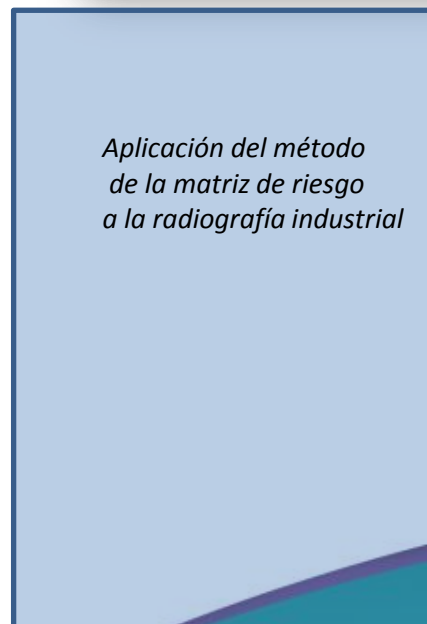 Aplicación del método
de la matriz de riesgo
a la radiografía industrial